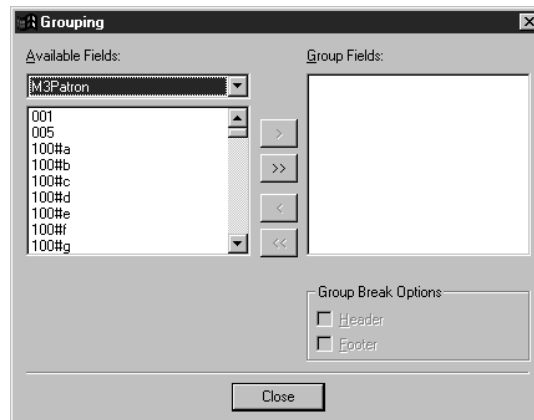 Grouping
Available Fields:
M3Patron
001
005
100#a
100#b
100#c
100#d
100#e
100#f
100#g
>
>>
<
<<
Group Fields:
Group Break Options
Header
Footer
Close